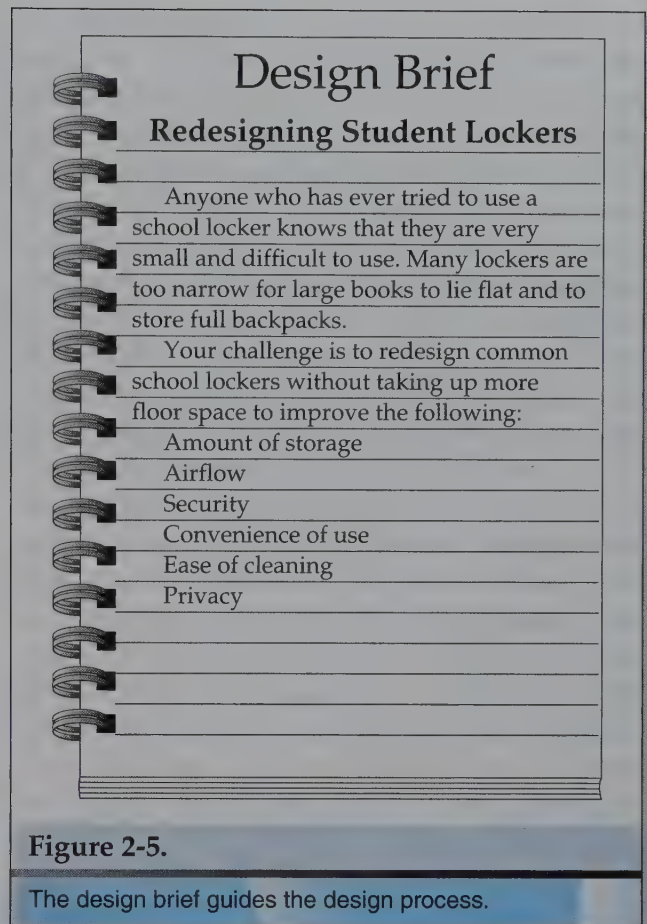 Design Brief
Redesigning Student Lockers
Anyone who has ever tried to use a
school locker knows that they are very
small and difficult to use. Many lockers are
too narrow for large books to lie flat and to
store full backpacks.
Your challenge is to redesign common
school lockers without taking up more
floor space to improve the following:
Amount of storage
Airflow
Security
Convenience of use
Ease of cleaning
Privacy
Figure 2-5.
The design brief guides the design process.